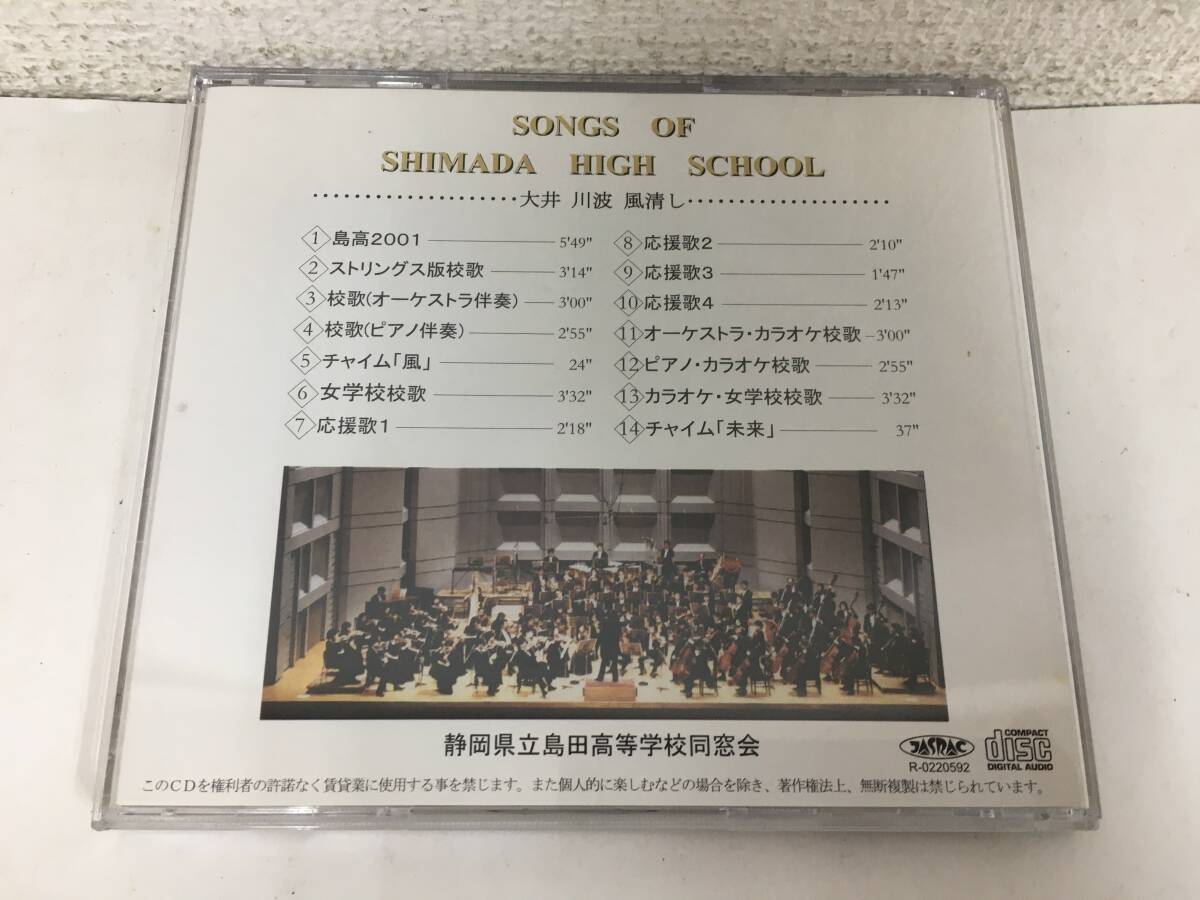 SONGS OF
SHIMADA HIGH SCHOOL
····················大井 川波 風清し····················
1 島高2001 5'49"
2 ストリングス版校歌 3'14"
3 校歌(オーケストラ伴奏) 3'00"
4 校歌(ピアノ伴奏) 2'55"
5 チャイム「風」 24"
6 女学校校歌 3'32"
7 応援歌1 2'18"
8 応援歌2 2'10"
9 応援歌3 1'47"
10 応援歌4 2'13"
11 オーケストラ・カラオケ校歌 3'00"
12 ピアノ・カラオケ校歌 2'55"
13 カラオケ・女学校校歌 3'32"
14 チャイム「未来」 37"
静岡県立島田高等学校同窓会
JASRAC
R-0220592
COMPACT
disc
DIGITAL AUDIO
このCDを権利者の許諾なく賃貸業に使用する事を禁じます。また個人的に楽しむなどの場合を除き、著作権法上、無断複製は禁じられています。